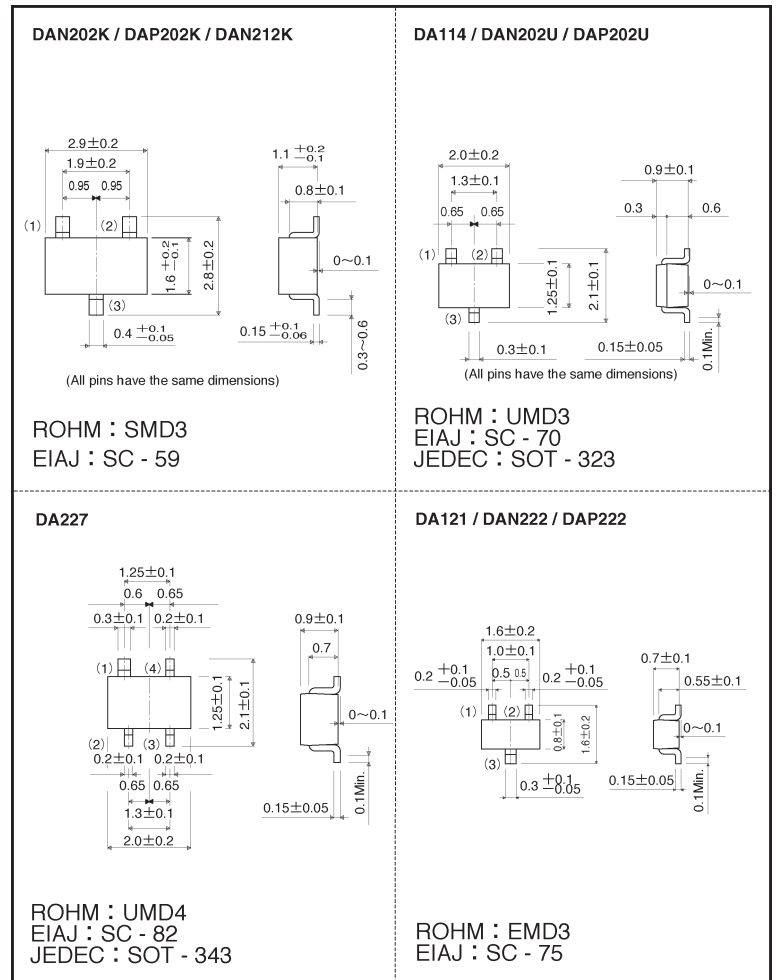 DAN202K / DAP202K / DAN212K
2.9±0.2
1.9±0.2
0.95 0.95
(1) (2)
(3)
1.6 +0.2 −0.1
2.8±0.2
0.4 +0.1 −0.05
1.1 +0.2 −0.1
0.8±0.1
0~0.1
0.15 +0.1 −0.06
0.3~0.6
(All pins have the same dimensions)
ROHM : SMD3
EIAJ : SC - 59
DA114 / DAN202U / DAP202U
2.0±0.2
1.3±0.1
0.65 0.65
(1) (2)
(3)
1.25±0.1
2.1±0.1
0.3±0.1
0.9±0.1
0.3 0.6
0~0.1
0.15±0.05
0.1Min.
(All pins have the same dimensions)
ROHM : UMD3
EIAJ : SC - 70
JEDEC : SOT - 323
DA227
1.25±0.1
0.6 0.65
0.3±0.1 0.2±0.1
(1) (4)
(2) (3)
1.25±0.1
2.1±0.1
0.2±0.1 0.2±0.1
0.65 0.65
1.3±0.1
2.0±0.2
0.9±0.1
0.7
0~0.1
0.15±0.05
0.1Min.
ROHM : UMD4
EIAJ : SC - 82
JEDEC : SOT - 343
DA121 / DAN222 / DAP222
1.6±0.2
1.0±0.1
0.2 +0.1 −0.05 0.5 0.5 0.2 +0.1 −0.05
(1) (2)
(3)
0.8±0.1
1.6±0.2
0.3 +0.1 −0.05
0.7±0.1
0.55±0.1
0~0.1
0.15±0.05
0.1Min.
ROHM : EMD3
EIAJ : SC - 75